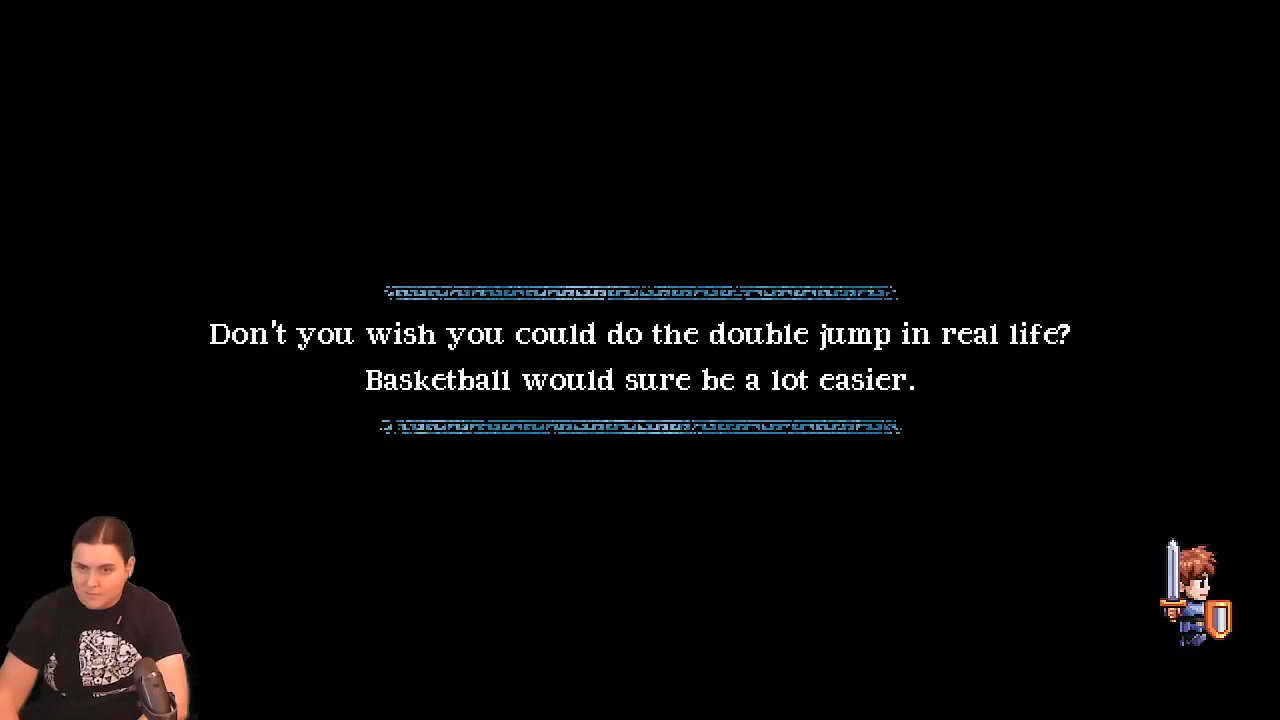 Don't you wish you could do the double jump in real life?
Basketball would sure be a lot easier.